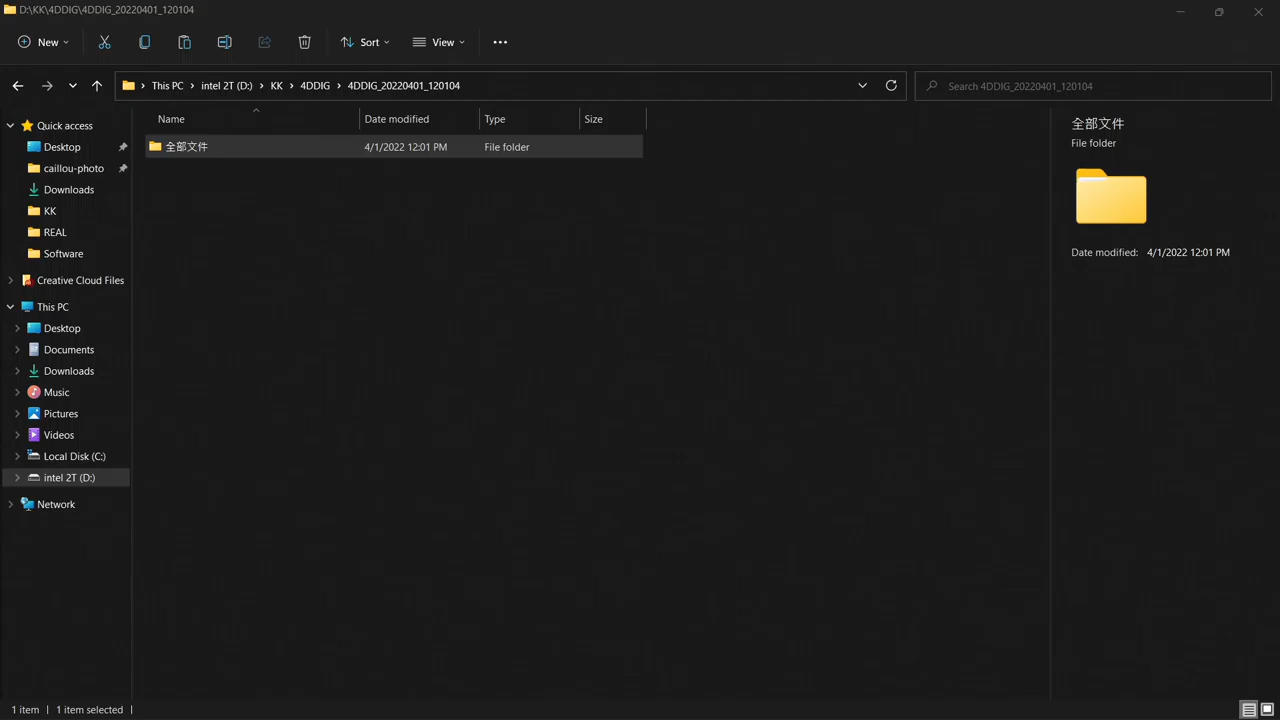 D:\KK\4DDIG\4DDIG_20220401_120104
New
Sort
View
This PC
intel 2T (D:)
KK
4DDIG
4DDIG_20220401_120104
Search 4DDIG_20220401_120104
Quick access
Desktop
caillou-photo
Downloads
KK
REAL
Software
Creative Cloud Files
This PC
Desktop
Documents
Downloads
Music
Pictures
Videos
Local Disk (C:)
intel 2T (D:)
Network
Name Date modified Type Size
全部文件 4/1/2022 12:01 PM File folder
全部文件
File folder
Date modified: 4/1/2022 12:01 PM
1 item 1 item selected